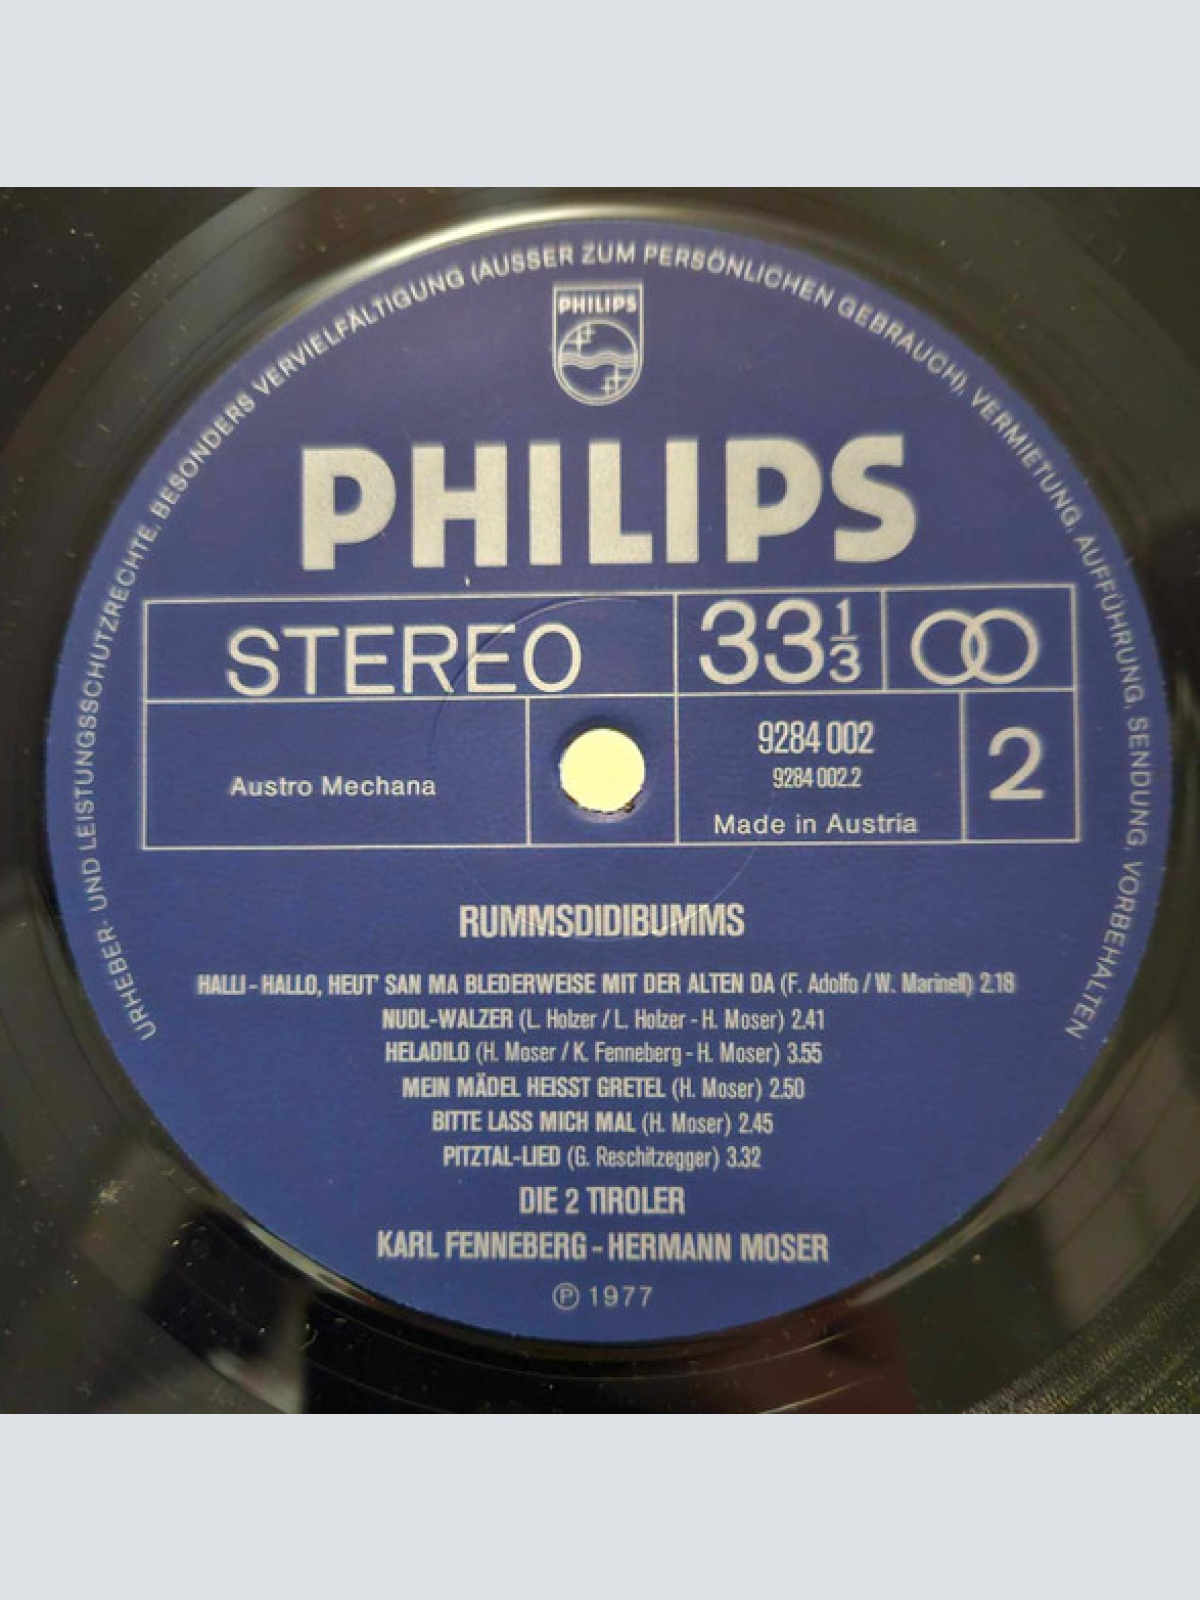 URHEBER- UND LEISTUNGSSCHUTZRECHTE, BESONDERS VERVIELFÄLTIGUNG (AUSSER ZUM PERSÖNLICHEN GEBRAUCH), VERMIETUNG, AUFFÜHRUNG, SENDUNG, VORBEHALTEN
PHILIPS
PHILIPS
STEREO
33 1/3
9284 002
9284 002.2
2
Austro Mechana
Made in Austria
RUMMSDIDIBUMMS
HALLI-HALLO, HEUT' SAN MA BLEDERWEISE MIT DER ALTEN DA (F. Adolfo / W. Marinell) 2.18
NUDL-WALZER (L. Holzer / L. Holzer - H. Moser) 2.41
HELADILO (H. Moser / K. Fenneberg - H. Moser) 3.55
MEIN MÄDEL HEISST GRETEL (H. Moser) 2.50
BITTE LASS MICH MAL (H. Moser) 2.45
PITZTAL-LIED (G. Reschitzegger) 3.32
DIE 2 TIROLER
KARL FENNEBERG - HERMANN MOSER
℗ 1977